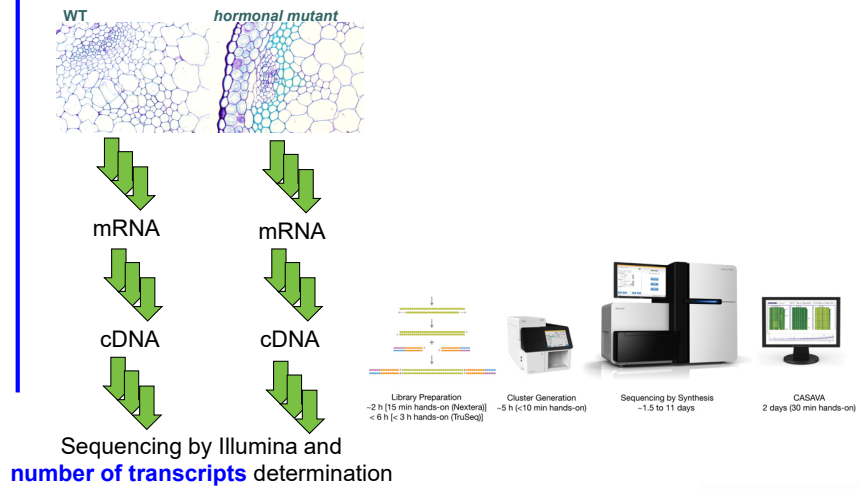 WT
hormonal mutant
mRNA
mRNA
cDNA
cDNA
Sequencing by Illumina and
number of transcripts determination
Library Preparation
~2 h [15 min hands-on (Nextera)]
< 6 h [< 3 h hands-on (TruSeq)]
Cluster Generation
~5 h (<10 min hands-on)
Sequencing by Synthesis
~1.5 to 11 days
CASAVA
2 days (30 min hands-on)